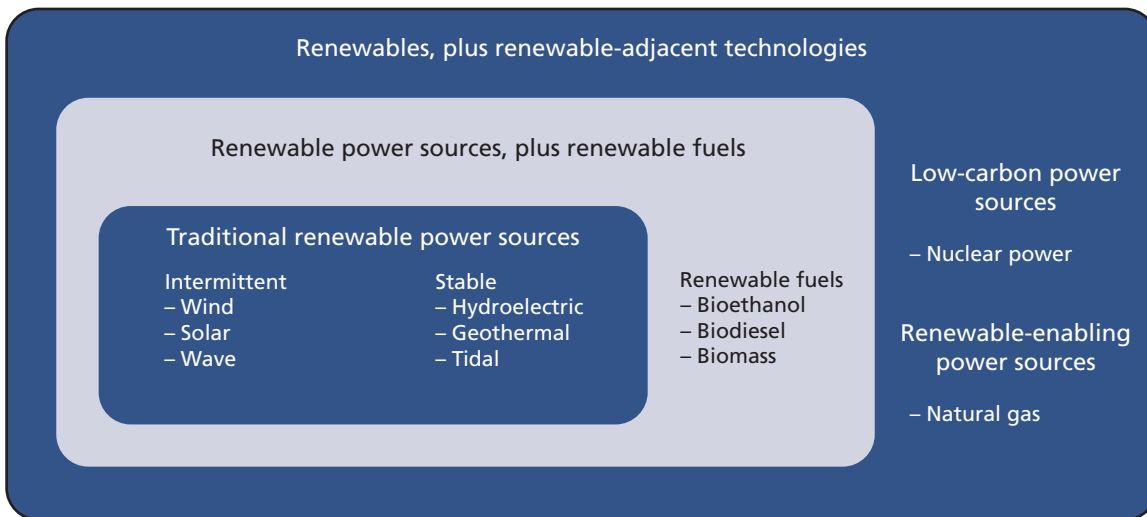 Renewables, plus renewable-adjacent technologies
Renewable power sources, plus renewable fuels
Traditional renewable power sources
Intermittent
– Wind
– Solar
– Wave
Stable
– Hydroelectric
– Geothermal
– Tidal
Renewable fuels
– Bioethanol
– Biodiesel
– Biomass
Low-carbon power
sources
– Nuclear power
Renewable-enabling
power sources
– Natural gas